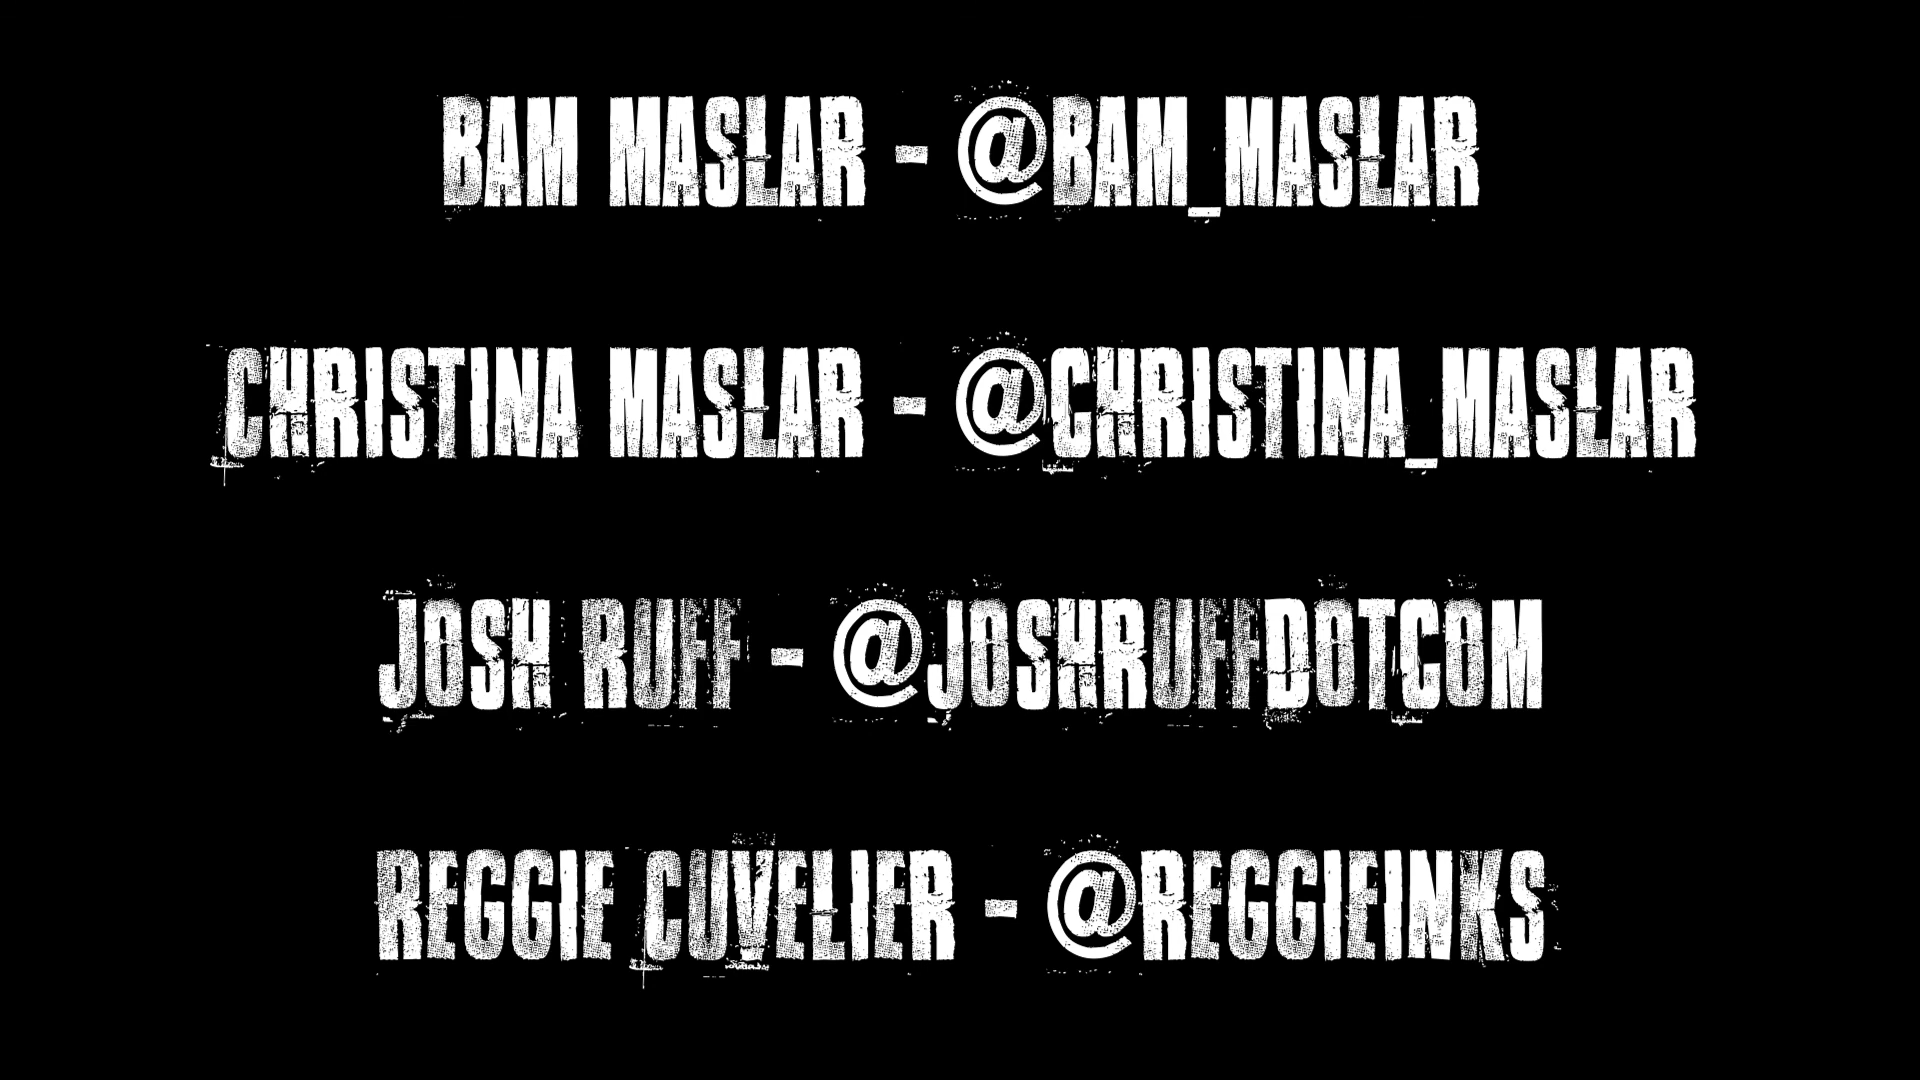 BAM MASLAR - @BAM_MASLAR
CHRISTINA MASLAR - @CHRISTINA_MASLAR
JOSH RUFF - @JOSHRUFFDOTCOM
REGGIE CUVELIER - @REGGIEINKS